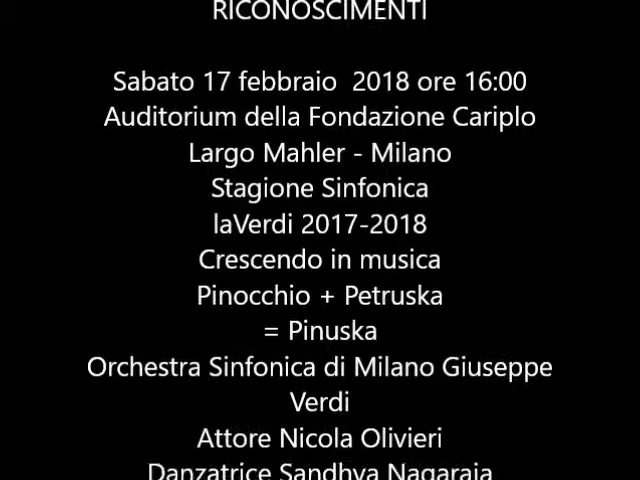 RICONOSCIMENTI
Sabato 17 febbraio 2018 ore 16:00
Auditorium della Fondazione Cariplo
Largo Mahler - Milano
Stagione Sinfonica
laVerdi 2017-2018
Crescendo in musica
Pinocchio + Petruska
= Pinuska
Orchestra Sinfonica di Milano Giuseppe
Verdi
Attore Nicola Olivieri
Danzatrice Sandhya Nagaraja